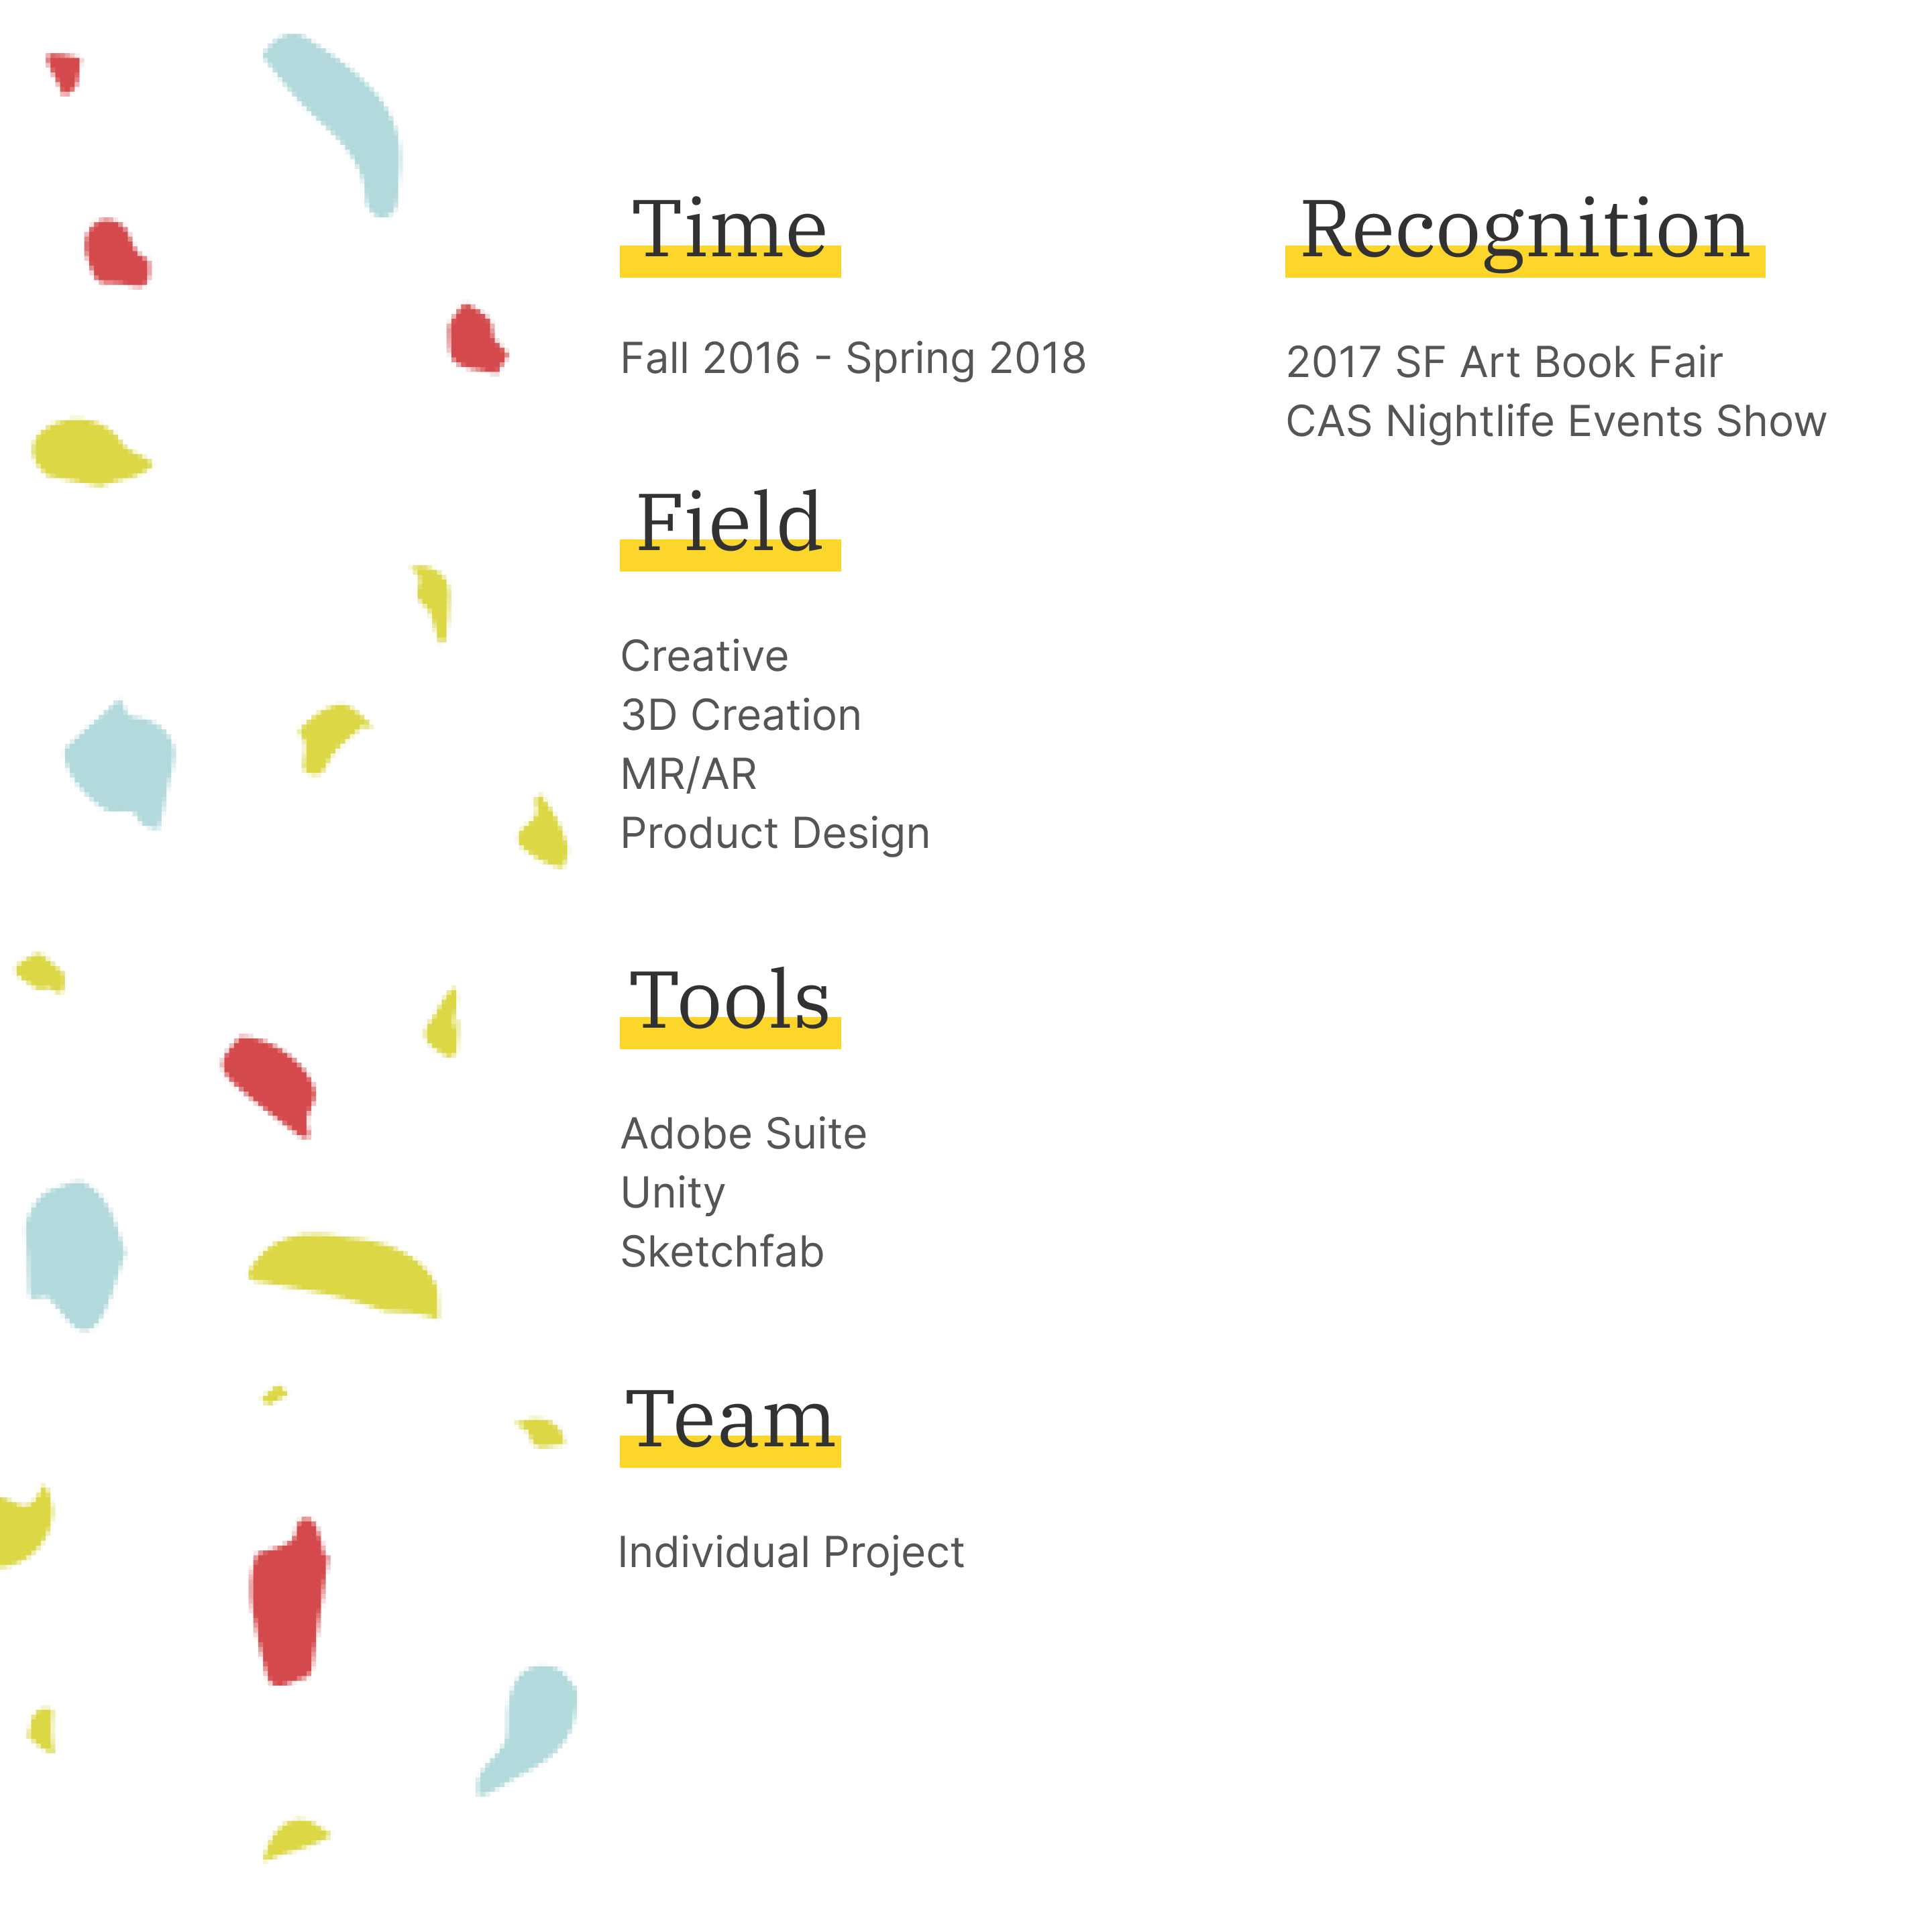 Time
Fall 2016 - Spring 2018
Field
Creative
3D Creation
MR/AR
Product Design
Tools
Adobe Suite
Unity
Sketchfab
Team
Individual Project
Recognition
2017 SF Art Book Fair
CAS Nightlife Events Show